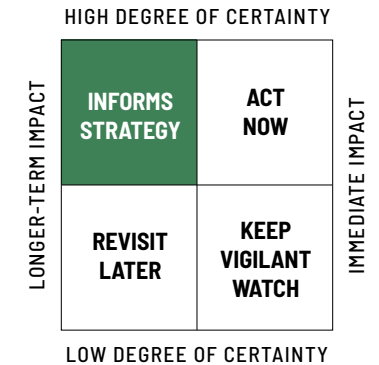 HIGH DEGREE OF CERTAINTY
LONGER-TERM IMPACT
INFORMS
STRATEGY
ACT
NOW
IMMEDIATE IMPACT
REVISIT
LATER
KEEP
VIGILANT
WATCH
LOW DEGREE OF CERTAINTY